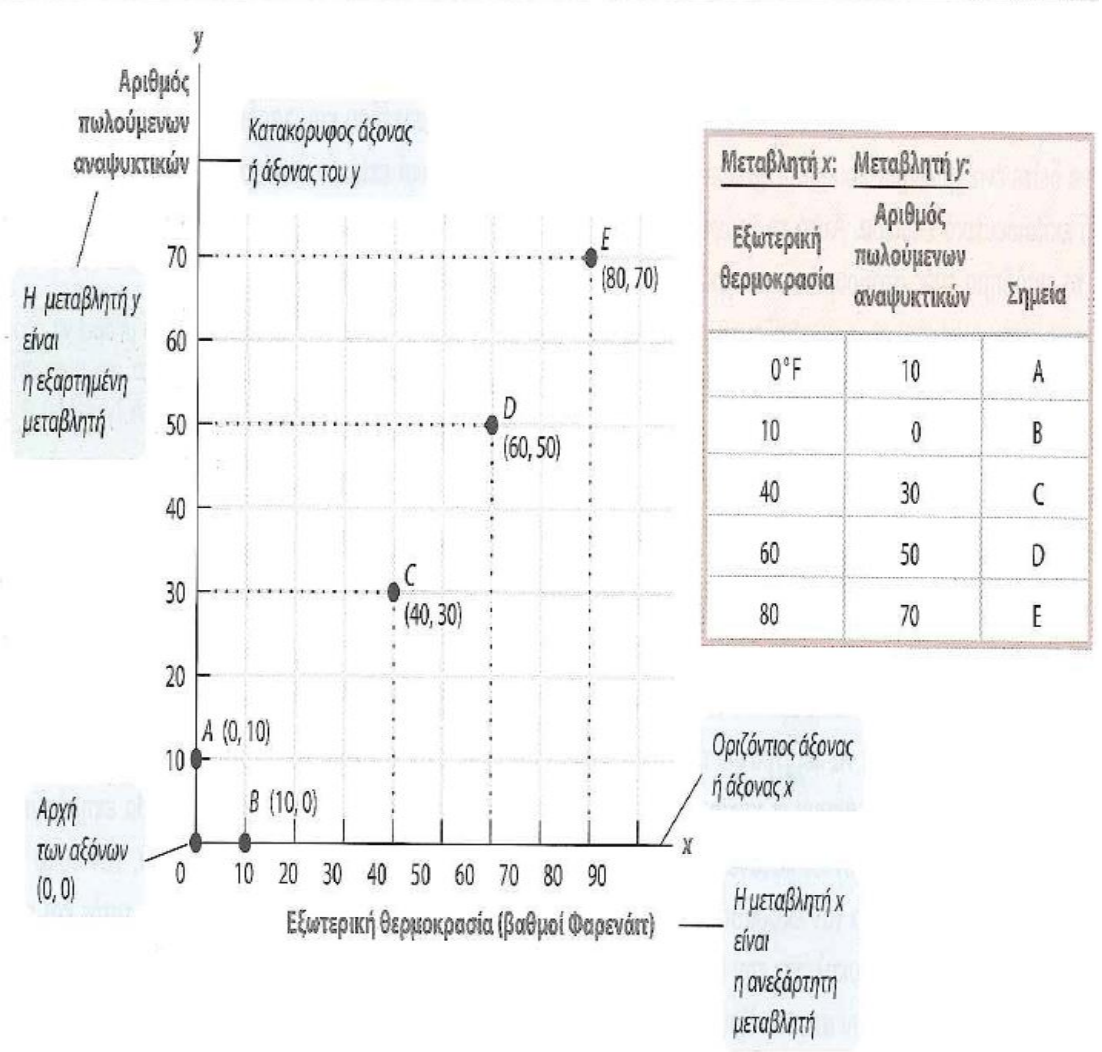 y
Αριθμός
πωλούμενων
αναψυκτικών
Κατακόρυφος άξονας
ή άξονας του y
Η μεταβλητή y
είναι
η εξαρτημένη
μεταβλητή
70
60
50
40
30
20
10
E
(80, 70)
D
(60, 50)
C
(40, 30)
A (0, 10)
B (10, 0)
Αρχή
των αξόνων
(0, 0)
0 10 20 30 40 50 60 70 80 90
x
Εξωτερική θερμοκρασία (βαθμοί Φαρενάιτ)
Οριζόντιος άξονας
ή άξονας x
Η μεταβλητή x
είναι
η ανεξάρτητη
μεταβλητή
Μεταβλητή x: Μεταβλητή y:
Εξωτερική
θερμοκρασία
Αριθμός
πωλούμενων
αναψυκτικών
Σημεία
0°F 10 A
10 0 B
40 30 C
60 50 D
80 70 E